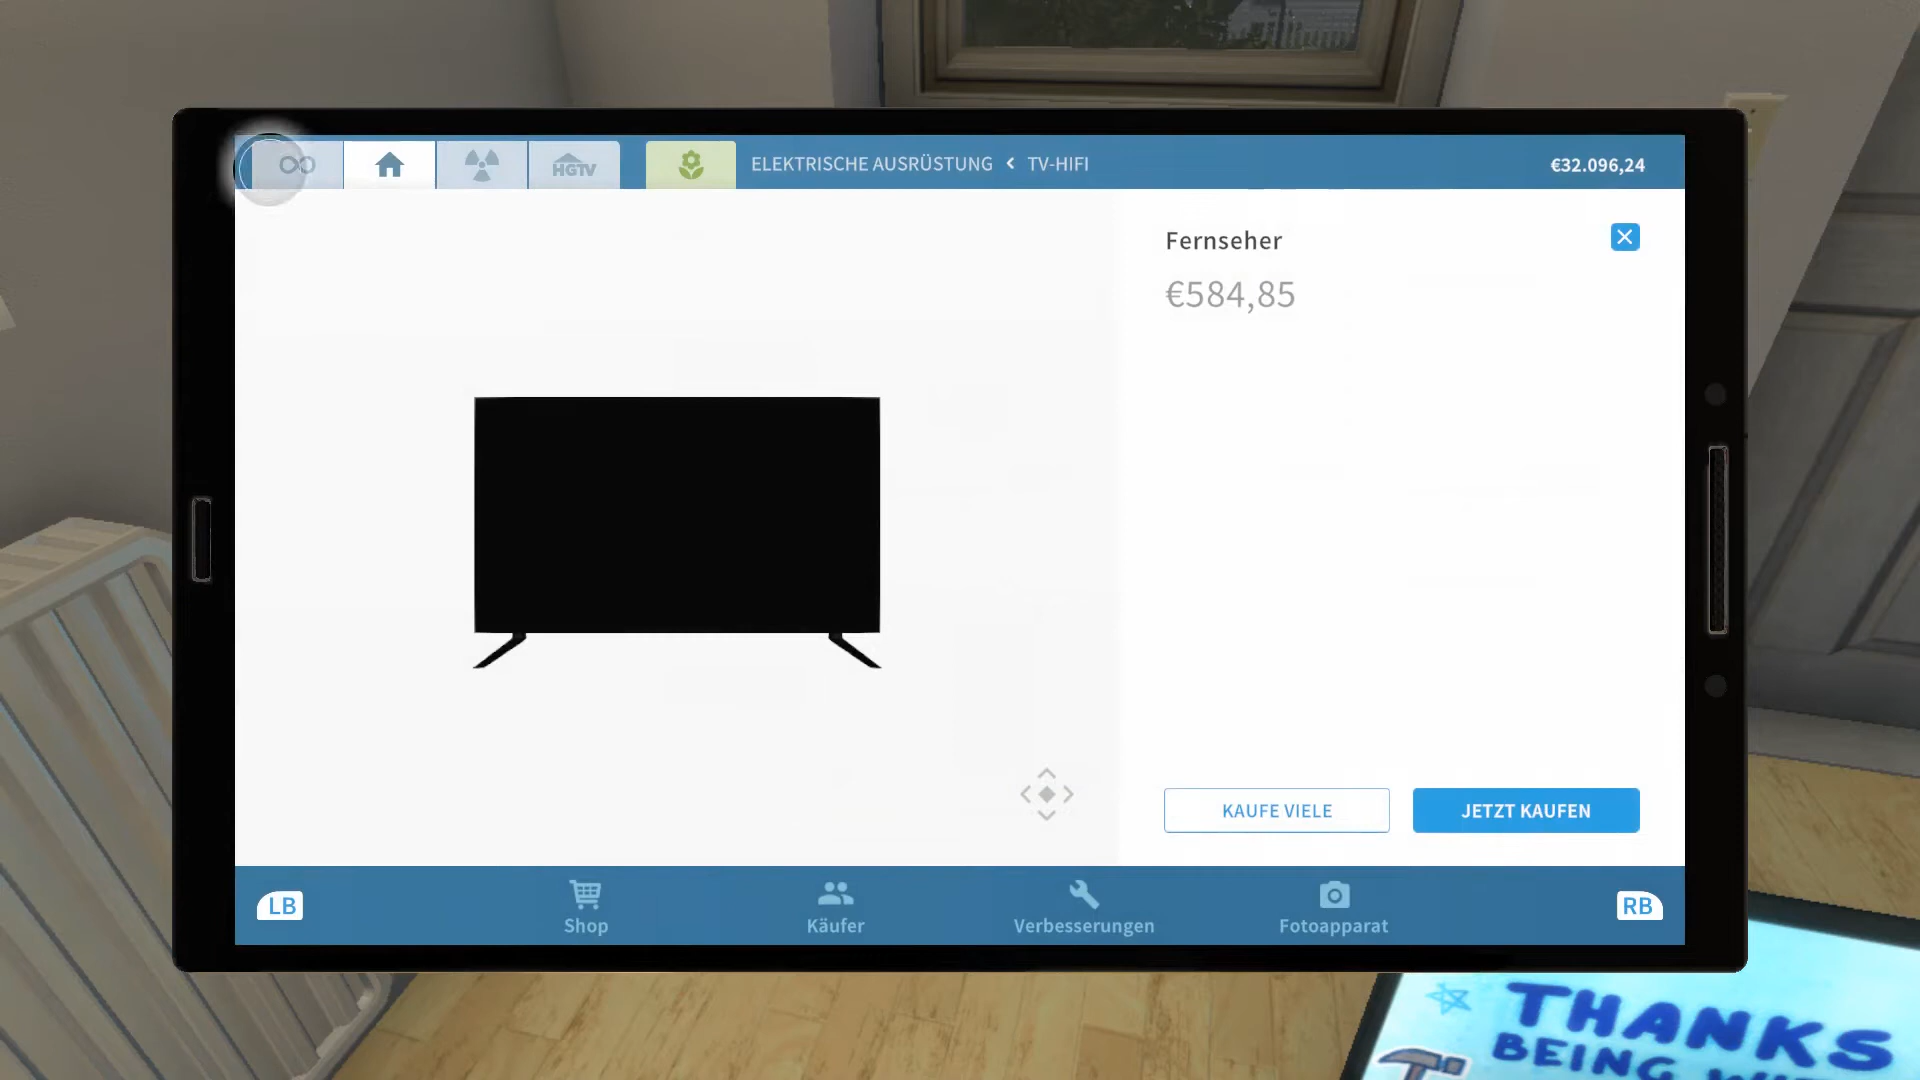 HGTV
ELEKTRISCHE AUSRÜSTUNG < TV-HIFI
€32.096,24
Fernseher
€584,85
KAUFE VIELE
JETZT KAUFEN
LB
Shop
Käufer
Verbesserungen
Fotoapparat
RB
THANKS
BEING